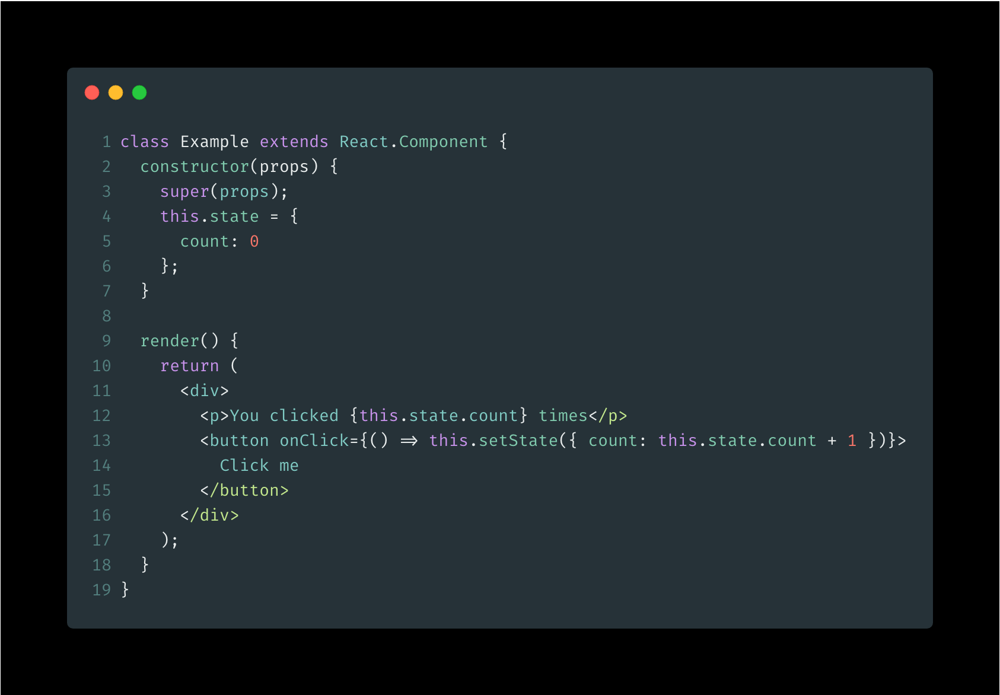 1 class Example extends React.Component {
2   constructor(props) {
3     super(props);
4     this.state = {
5       count: 0
6     };
7   }
8
9   render() {
10     return (
11       <div>
12         <p>You clicked {this.state.count} times</p>
13         <button onClick={() => this.setState({ count: this.state.count + 1 })}>
14           Click me
15         </button>
16       </div>
17     );
18   }
19 }